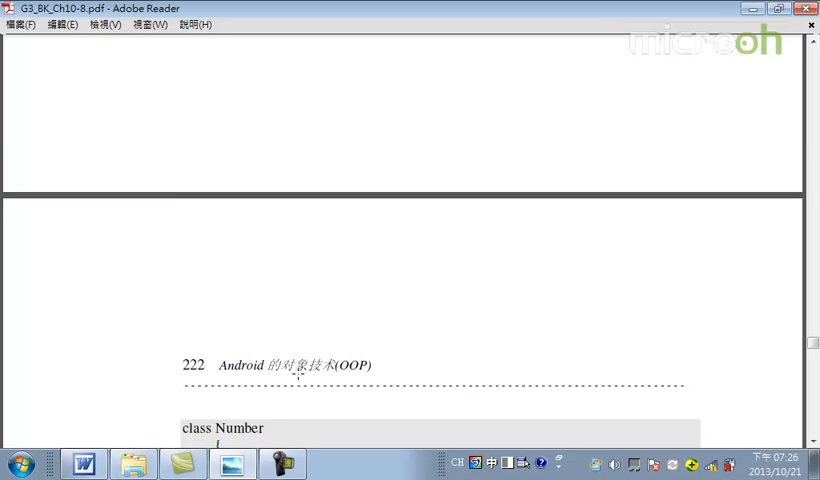 G3_BK_Ch10-8.pdf - Adobe Reader
檔案(F) 編輯(E) 檢視(V) 視窗(W) 說明(H)
microoh
222 Android 的对象技术(OOP)
class Number
{
CH 中
下午 07:26
2013/10/21